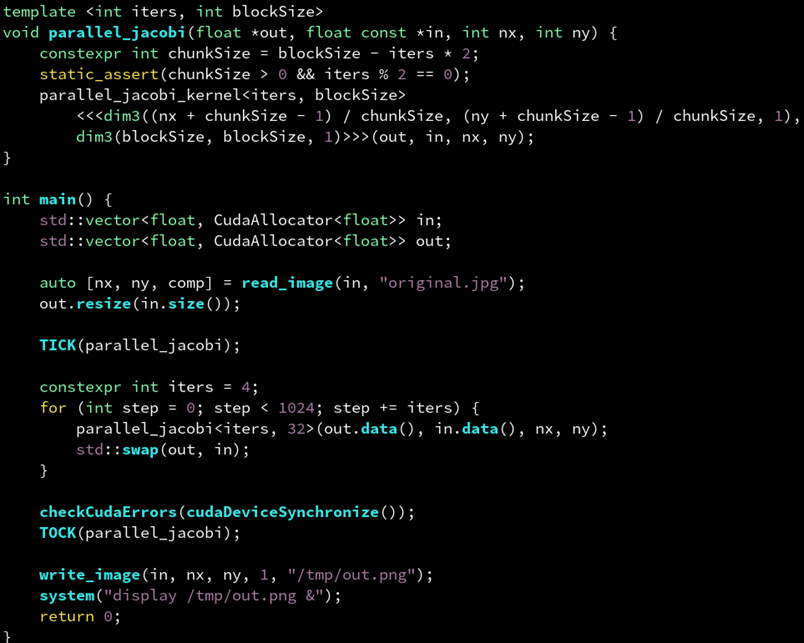 template <int iters, int blockSize>
void parallel_jacobi(float *out, float const *in, int nx, int ny) {
    constexpr int chunkSize = blockSize - iters * 2;
    static_assert(chunkSize > 0 && iters % 2 == 0);
    parallel_jacobi_kernel<iters, blockSize>
        <<<dim3((nx + chunkSize - 1) / chunkSize, (ny + chunkSize - 1) / chunkSize, 1),
        dim3(blockSize, blockSize, 1)>>>(out, in, nx, ny);
}

int main() {
    std::vector<float, CudaAllocator<float>> in;
    std::vector<float, CudaAllocator<float>> out;

    auto [nx, ny, comp] = read_image(in, "original.jpg");
    out.resize(in.size());

    TICK(parallel_jacobi);

    constexpr int iters = 4;
    for (int step = 0; step < 1024; step += iters) {
        parallel_jacobi<iters, 32>(out.data(), in.data(), nx, ny);
        std::swap(out, in);
    }

    checkCudaErrors(cudaDeviceSynchronize());
    TOCK(parallel_jacobi);

    write_image(in, nx, ny, 1, "/tmp/out.png");
    system("display /tmp/out.png &");
    return 0;
}